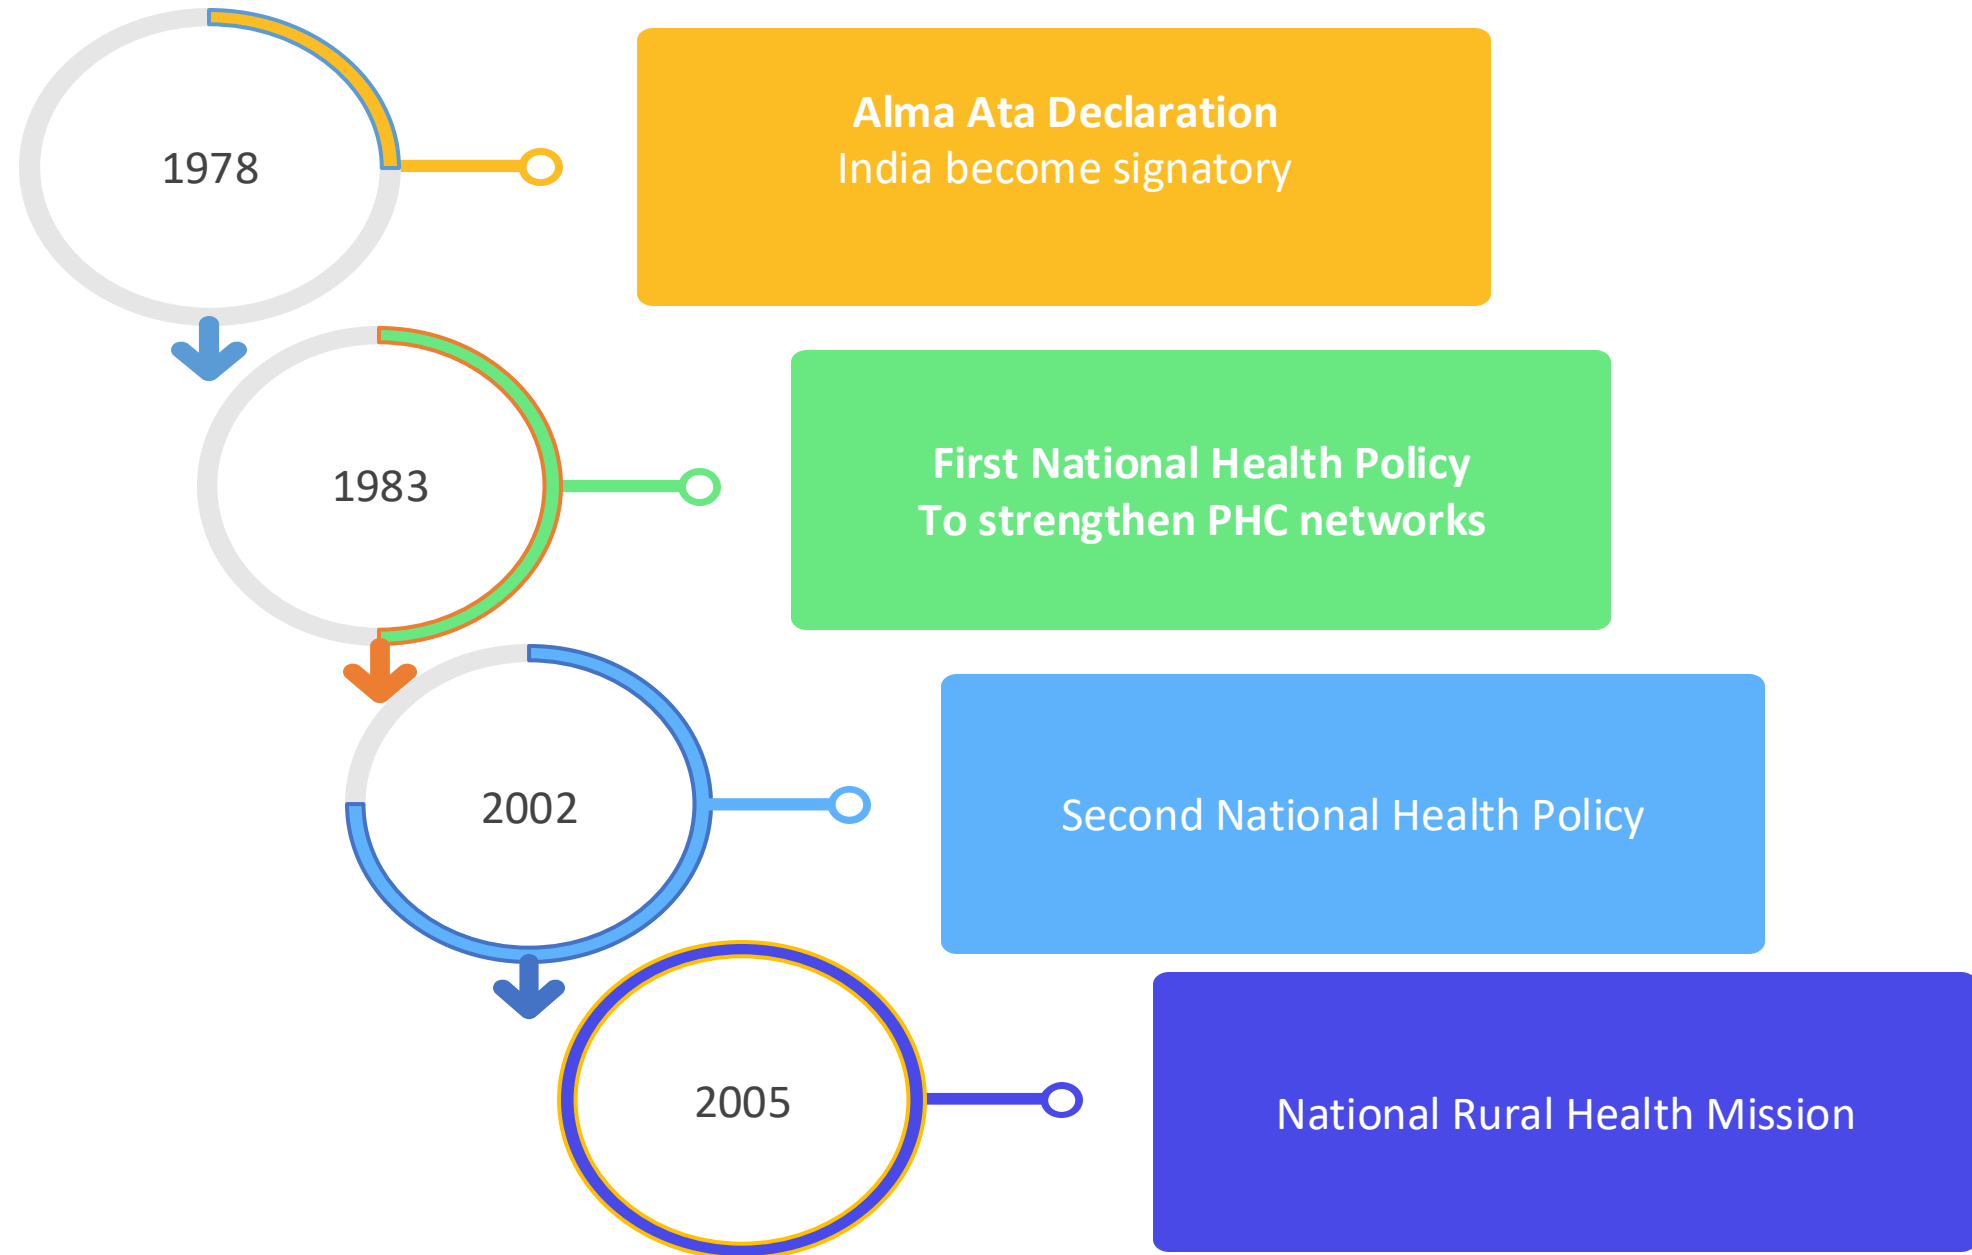 1978
Alma Ata Declaration
India become signatory
1983
First National Health Policy
To strengthen PHC networks
2002
Second National Health Policy
2005
National Rural Health Mission